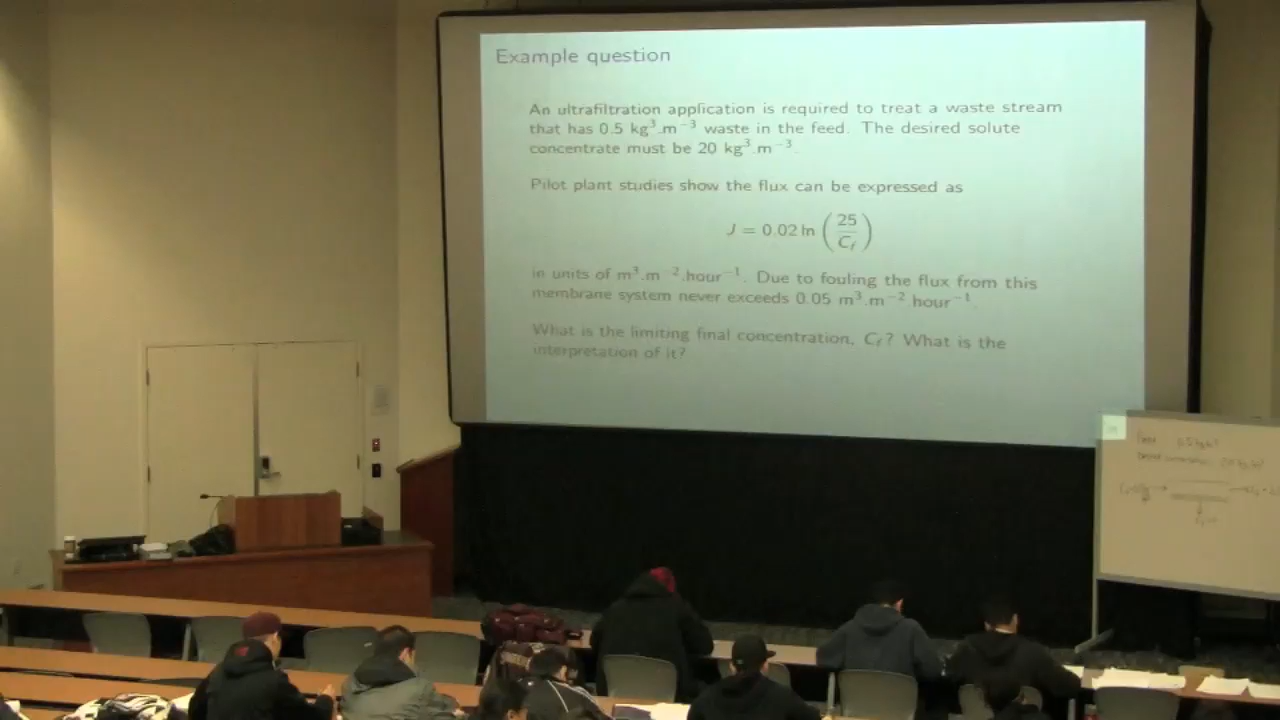 Example question
An ultrafiltration application is required to treat a waste stream
that has 0.5 kg³.m⁻³ waste in the feed. The desired solute
concentrate must be 20 kg³.m⁻³.
Pilot plant studies show the flux can be expressed as
J = 0.02 ln (25/Cf)
in units of m³.m⁻².hour⁻¹. Due to fouling the flux from this
membrane system never exceeds 0.05 m³.m⁻².hour⁻¹.
What is the limiting final concentration, Cf? What is the
interpretation of it?